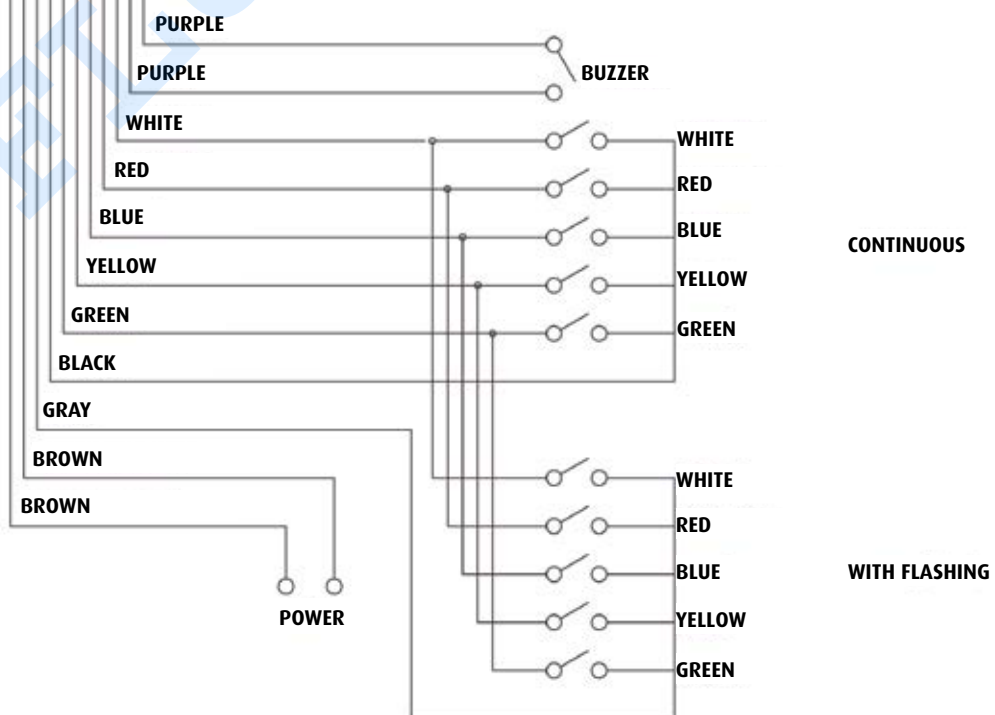 PURPLE
PURPLE
BUZZER
WHITE
WHITE
RED
RED
BLUE
BLUE
CONTINUOUS
YELLOW
YELLOW
GREEN
GREEN
BLACK
GRAY
BROWN
WHITE
BROWN
RED
BLUE
WITH FLASHING
POWER
YELLOW
GREEN